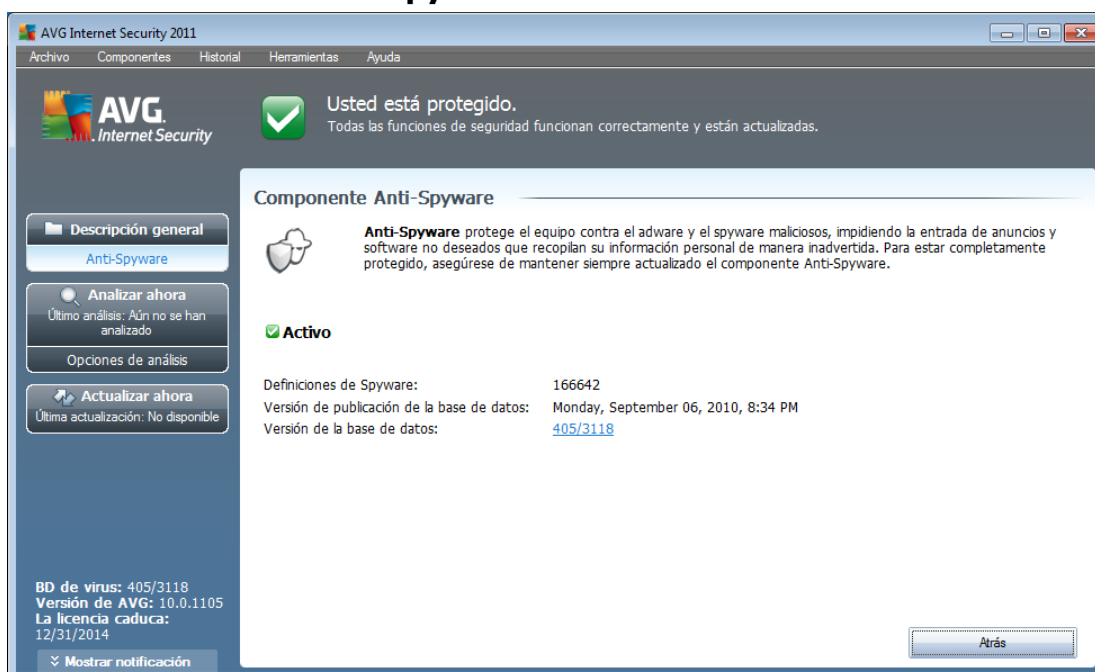 py
AVG Internet Security 2011
Archivo Componentes Historial Herramientas Ayuda
AVG.
Internet Security
Usted está protegido.
Todas las funciones de seguridad funcionan correctamente y están actualizadas.
Descripción general
Anti-Spyware
Analizar ahora
Último análisis: Aún no se han
analizado
Opciones de análisis
Actualizar ahora
Última actualización: No disponible
BD de virus: 405/3118
Versión de AVG: 10.0.1105
La licencia caduca:
12/31/2014
Mostrar notificación
Componente Anti-Spyware
Anti-Spyware protege el equipo contra el adware y el spyware maliciosos, impidiendo la entrada de anuncios y
software no deseados que recopilan su información personal de manera inadvertida. Para estar completamente
protegido, asegúrese de mantener siempre actualizado el componente Anti-Spyware.
Activo
Definiciones de Spyware: 166642
Versión de publicación de la base de datos: Monday, September 06, 2010, 8:34 PM
Versión de la base de datos: 405/3118
Atrás